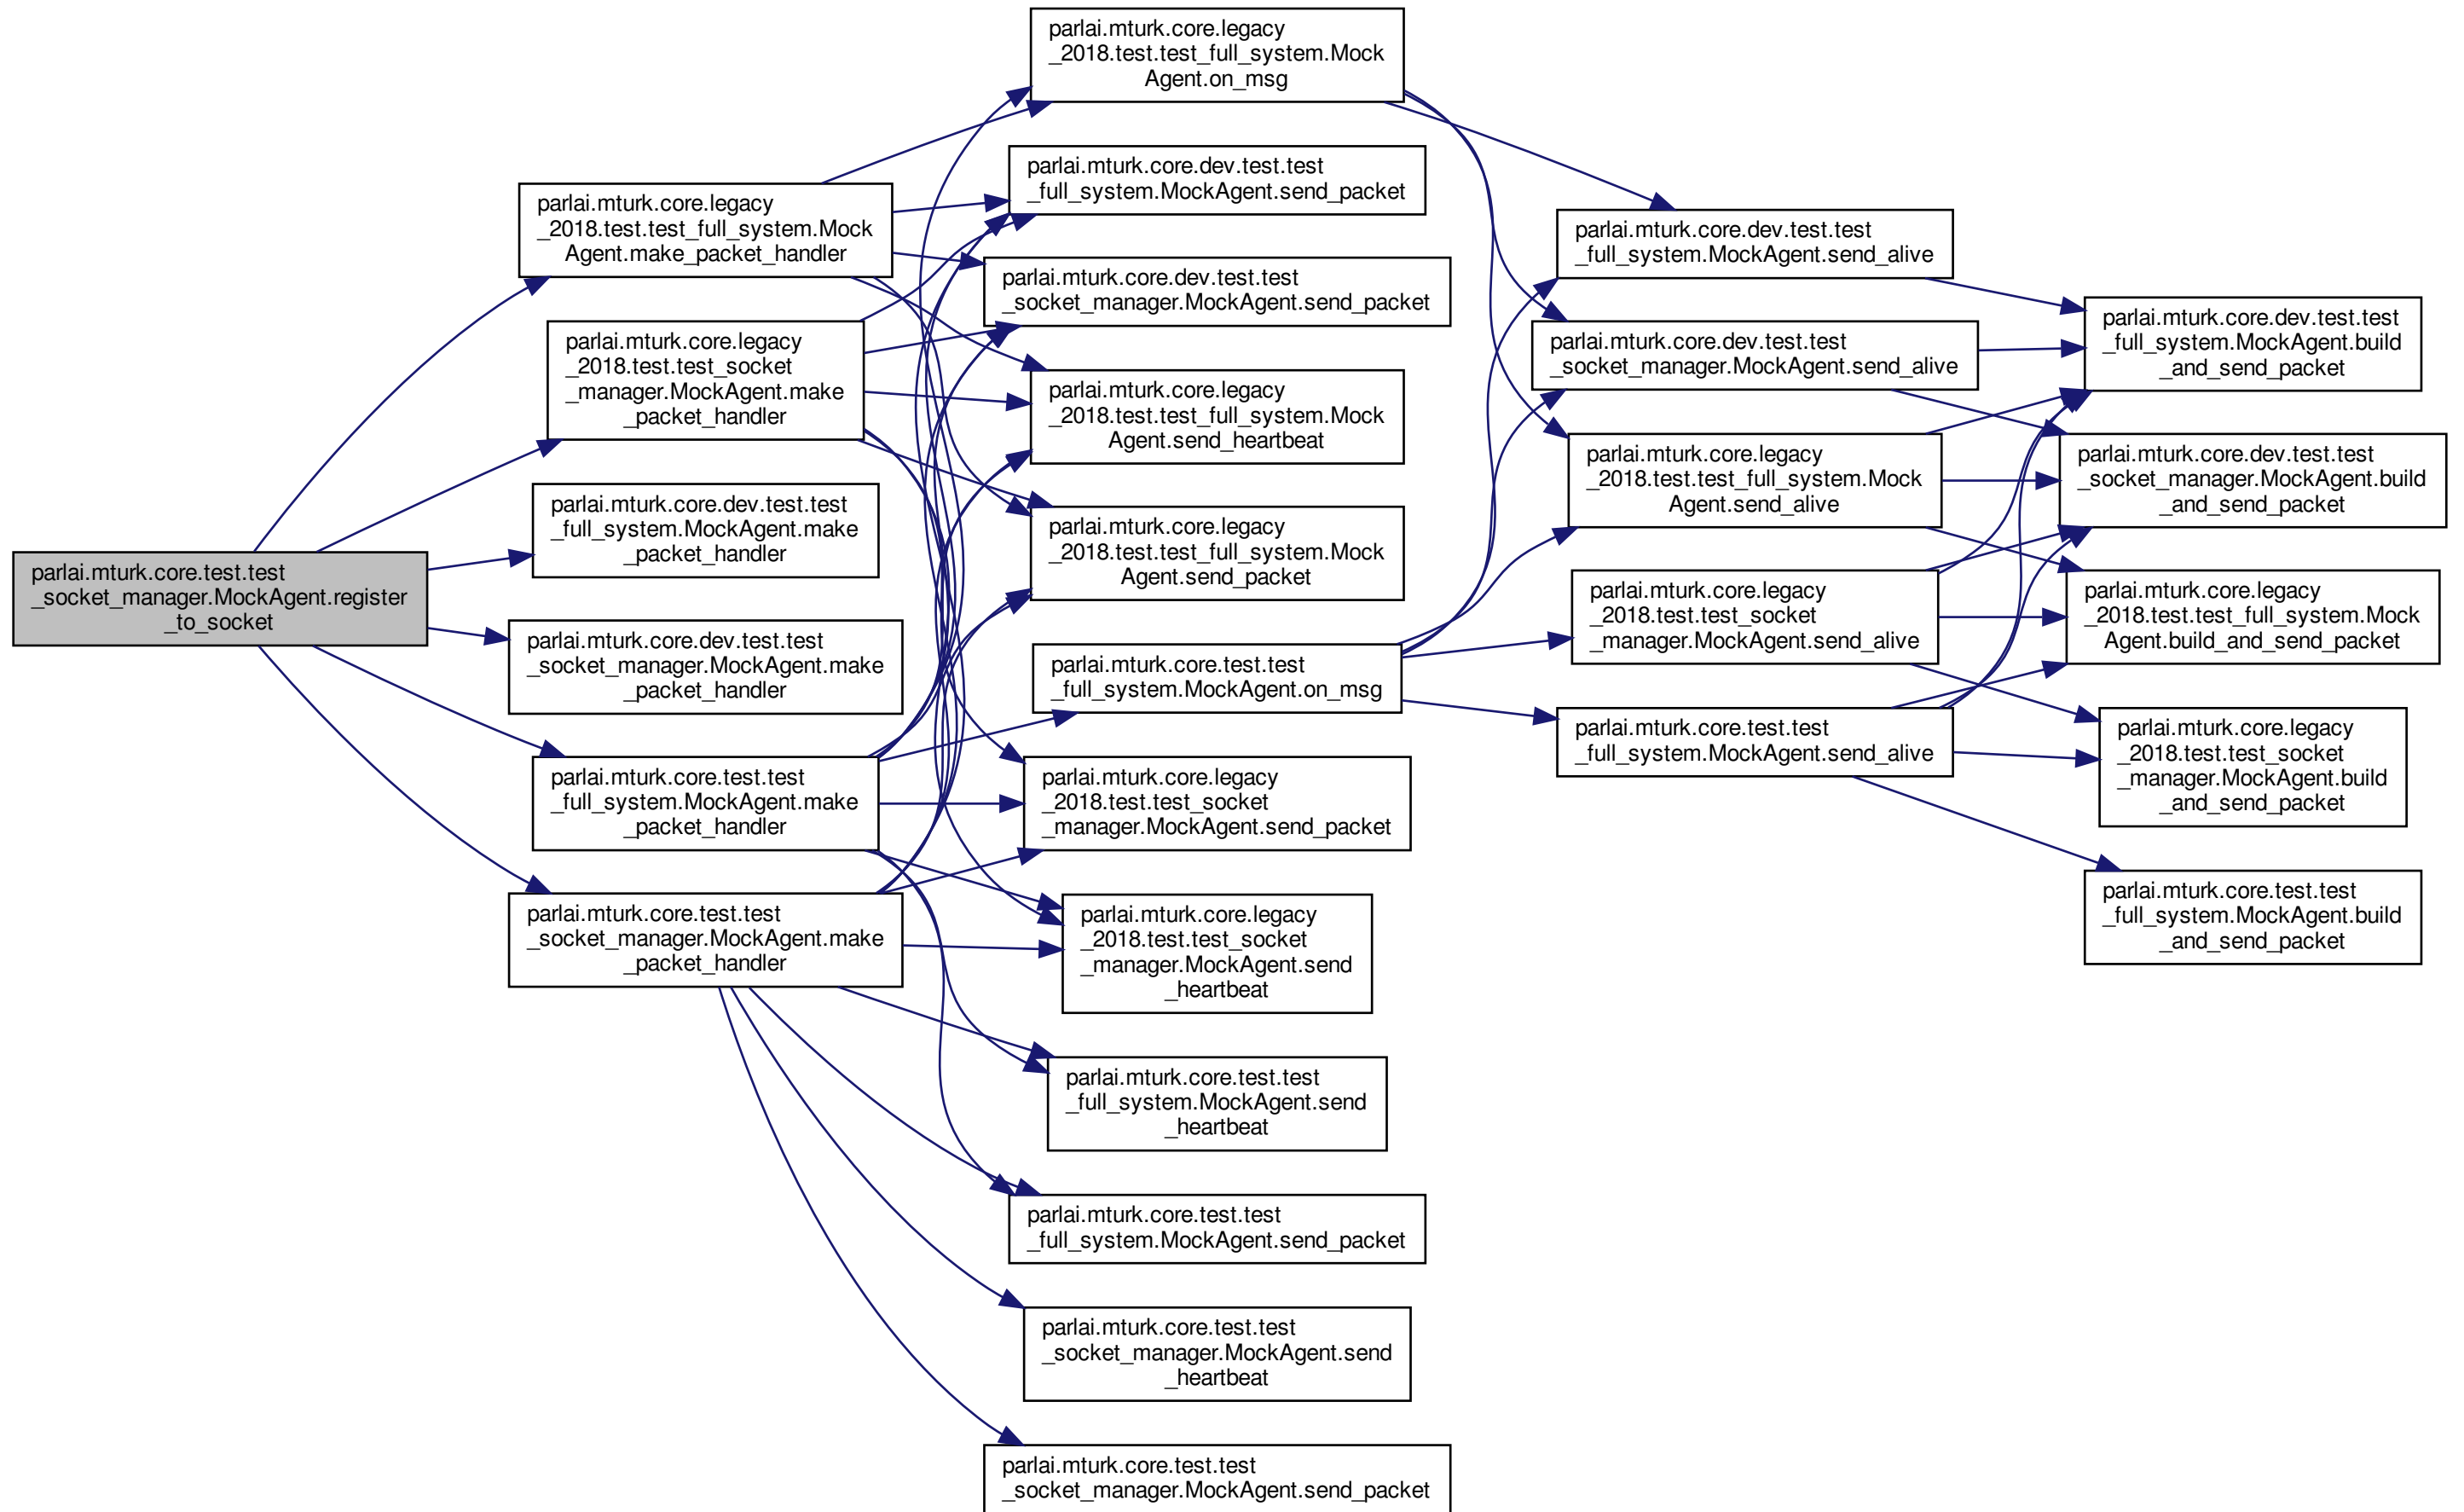 parlai.mturk.core.test.test
_socket_manager.MockAgent.register
_to_socket
parlai.mturk.core.legacy
_2018.test.test_full_system.Mock
Agent.make_packet_handler
parlai.mturk.core.legacy
_2018.test.test_socket
_manager.MockAgent.make
_packet_handler
parlai.mturk.core.dev.test.test
_full_system.MockAgent.make
_packet_handler
parlai.mturk.core.dev.test.test
_socket_manager.MockAgent.make
_packet_handler
parlai.mturk.core.test.test
_full_system.MockAgent.make
_packet_handler
parlai.mturk.core.test.test
_socket_manager.MockAgent.make
_packet_handler
parlai.mturk.core.legacy
_2018.test.test_full_system.Mock
Agent.on_msg
parlai.mturk.core.dev.test.test
_full_system.MockAgent.send_packet
parlai.mturk.core.dev.test.test
_socket_manager.MockAgent.send_packet
parlai.mturk.core.legacy
_2018.test.test_full_system.Mock
Agent.send_heartbeat
parlai.mturk.core.legacy
_2018.test.test_full_system.Mock
Agent.send_packet
parlai.mturk.core.test.test
_full_system.MockAgent.on_msg
parlai.mturk.core.legacy
_2018.test.test_socket
_manager.MockAgent.send_packet
parlai.mturk.core.legacy
_2018.test.test_socket
_manager.MockAgent.send
_heartbeat
parlai.mturk.core.test.test
_full_system.MockAgent.send
_heartbeat
parlai.mturk.core.test.test
_full_system.MockAgent.send_packet
parlai.mturk.core.test.test
_socket_manager.MockAgent.send
_heartbeat
parlai.mturk.core.test.test
_socket_manager.MockAgent.send_packet
parlai.mturk.core.dev.test.test
_full_system.MockAgent.send_alive
parlai.mturk.core.dev.test.test
_socket_manager.MockAgent.send_alive
parlai.mturk.core.legacy
_2018.test.test_full_system.Mock
Agent.send_alive
parlai.mturk.core.legacy
_2018.test.test_socket
_manager.MockAgent.send_alive
parlai.mturk.core.test.test
_full_system.MockAgent.send_alive
parlai.mturk.core.dev.test.test
_full_system.MockAgent.build
_and_send_packet
parlai.mturk.core.dev.test.test
_socket_manager.MockAgent.build
_and_send_packet
parlai.mturk.core.legacy
_2018.test.test_full_system.Mock
Agent.build_and_send_packet
parlai.mturk.core.legacy
_2018.test.test_socket
_manager.MockAgent.build
_and_send_packet
parlai.mturk.core.test.test
_full_system.MockAgent.build
_and_send_packet